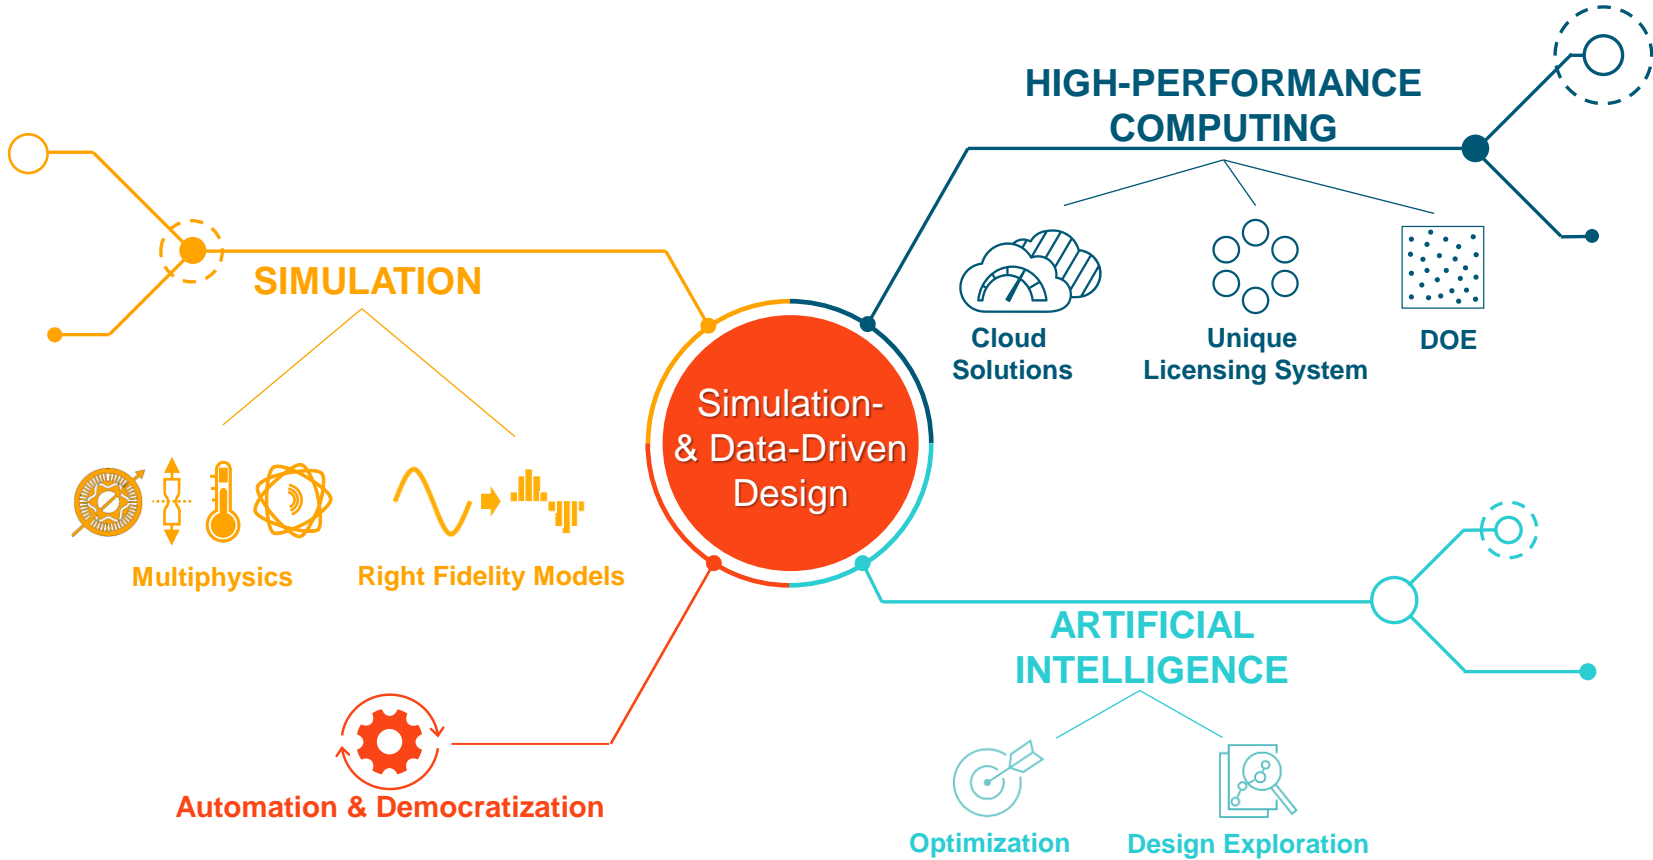 HIGH-PERFORMANCE
COMPUTING
Cloud
Solutions
Unique
Licensing System
DOE
SIMULATION
Multiphysics
Right Fidelity Models
Simulation-
& Data-Driven
Design
ARTIFICIAL
INTELLIGENCE
Optimization
Design Exploration
Automation & Democratization